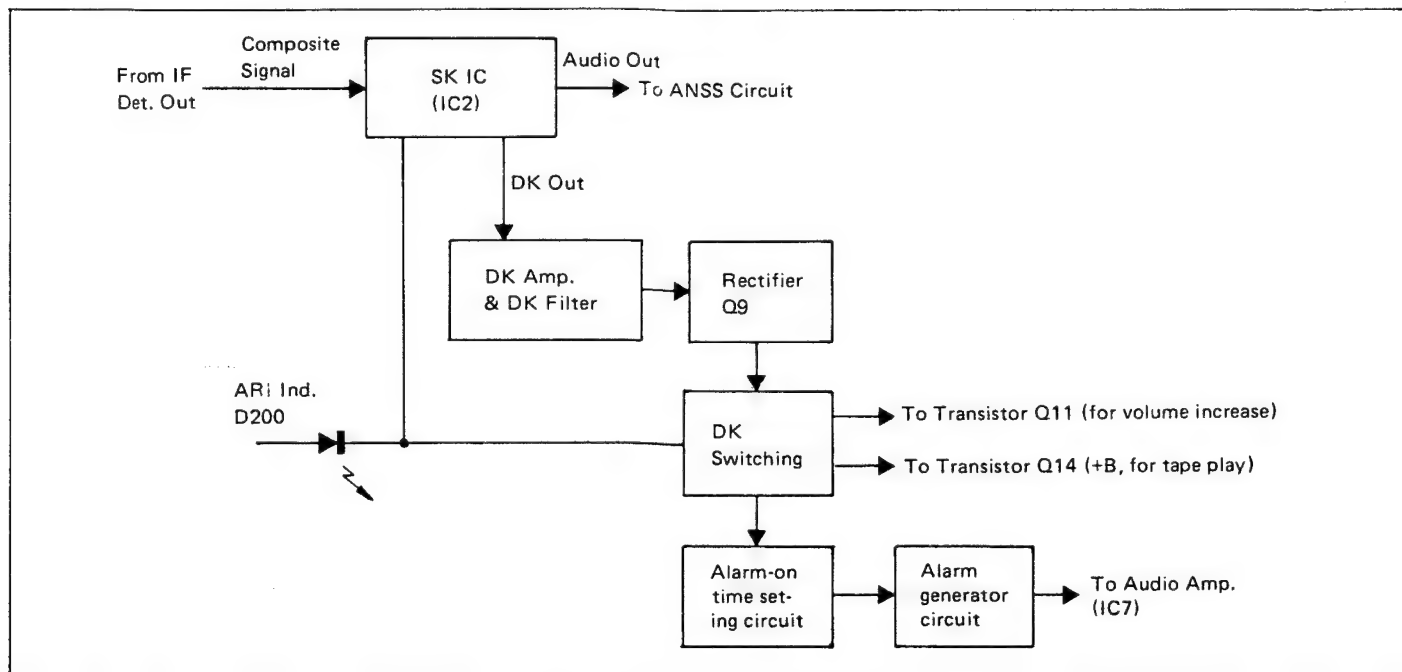 From IF
Det. Out
Composite
Signal
SK IC
(IC2)
Audio Out
To ANSS Circuit
DK Out
DK Amp.
& DK Filter
Rectifier
Q9
ARI Ind.
D200
DK
Switching
To Transistor Q11 (for volume increase)
To Transistor Q14 (+B, for tape play)
Alarm-on
time set-
ing circuit
Alarm
generator
circuit
To Audio Amp.
(IC7)